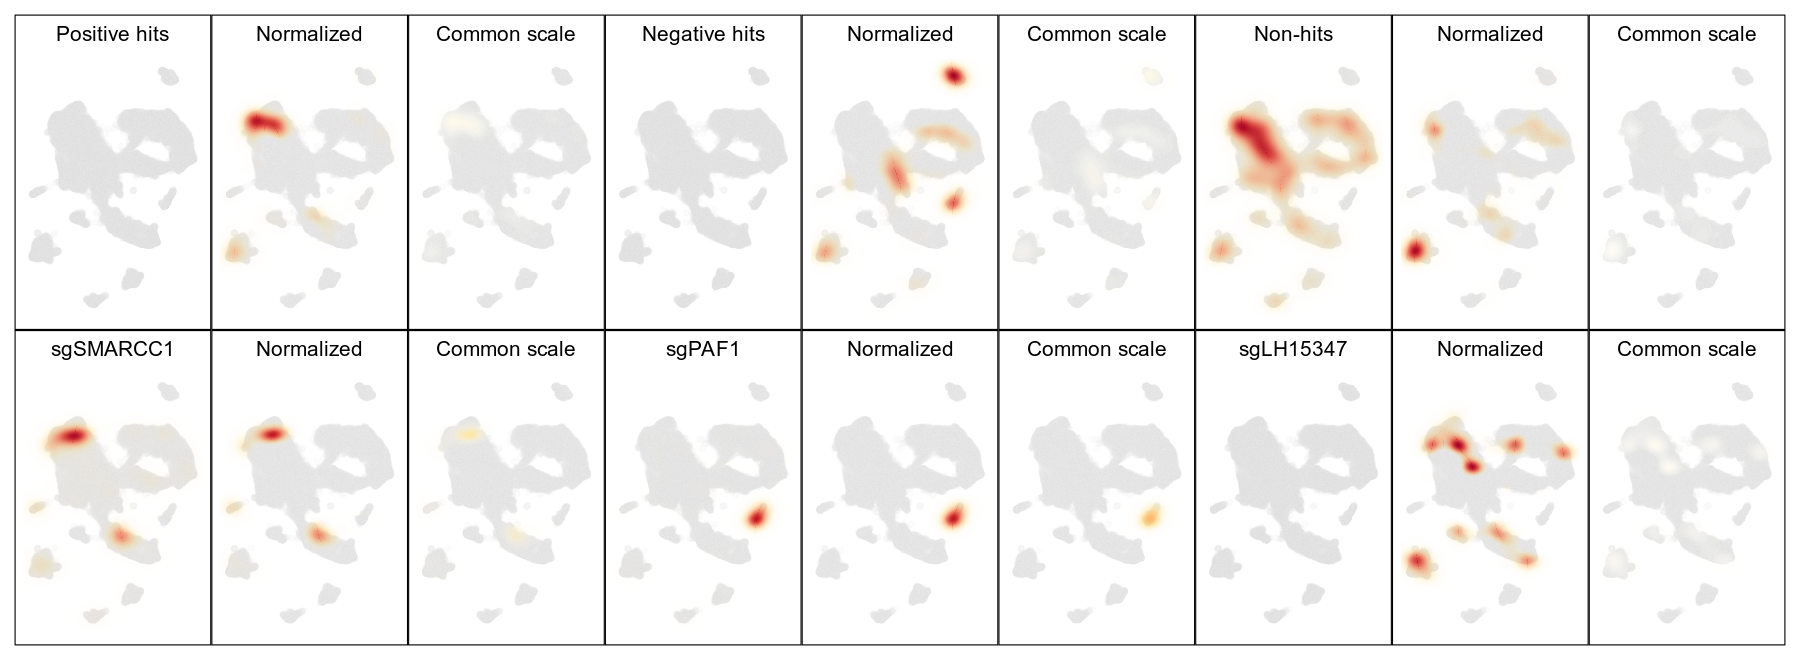 Positive hits Normalized Common scale Negative hits Normalized Common scale Non-hits Normalized Common scale
sgSMARCC1 Normalized Common scale sgPAF1 Normalized Common scale sgLH15347 Normalized Common scale